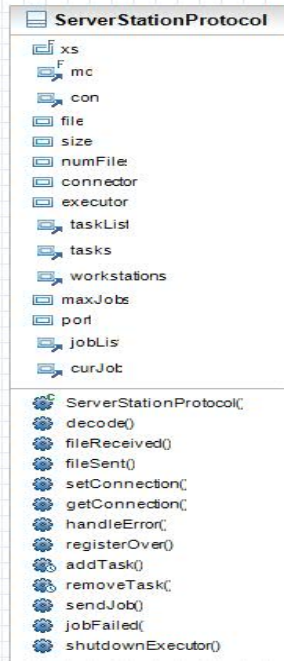 ServerStationProtocol
F
xs
F
mc
con
file
size
numFile
connector
executor
taskList
tasks
workstations
maxJobs
port
jobLis
curJob
C
ServerStationProtocol(
decode()
fileReceived()
fileSent()
setConnection(
getConnection(
handleError(
registerOver()
addTask()
removeTask(
sendJob()
jobFailed(
shutdownExecutor()